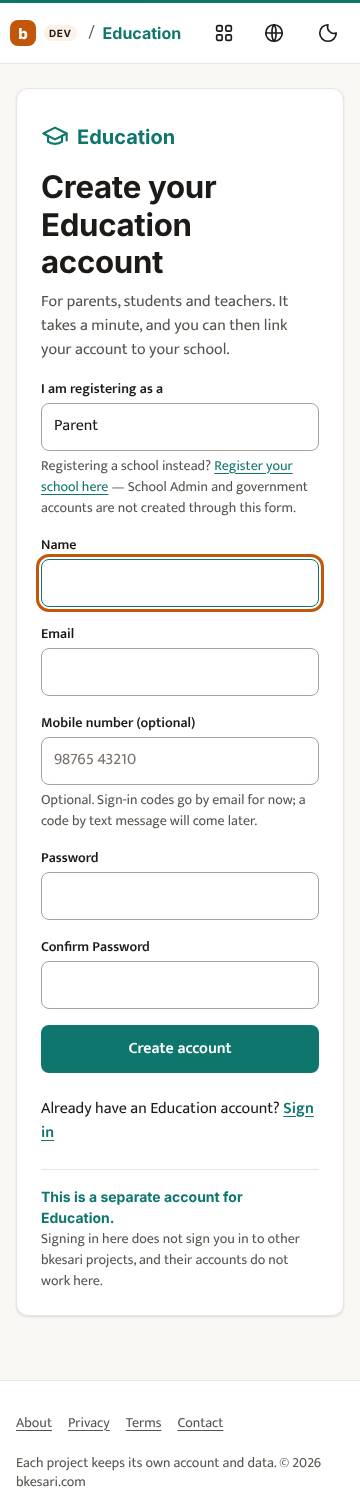 b DEV / Education
Education
Create your
Education
account
For parents, students and teachers. It
takes a minute, and you can then link
your account to your school.
I am registering as a
Parent
Registering a school instead? Register your
school here — School Admin and government
accounts are not created through this form.
Name
Email
Mobile number (optional)
98765 43210
Optional. Sign-in codes go by email for now; a
code by text message will come later.
Password
Confirm Password
Create account
Already have an Education account? Sign
in
This is a separate account for
Education.
Signing in here does not sign you in to other
bkesari projects, and their accounts do not
work here.
About Privacy Terms Contact
Each project keeps its own account and data. © 2026
bkesari.com